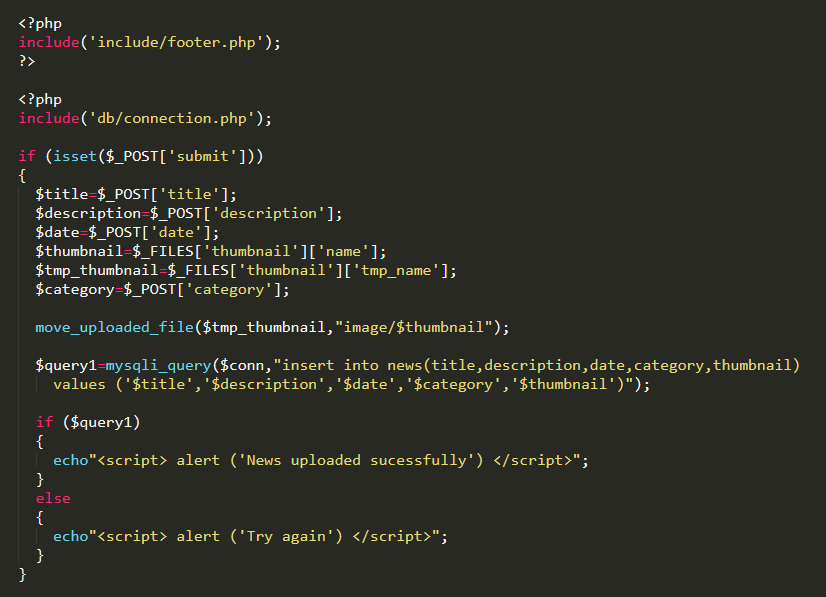 <?php
include('include/footer.php');
?>
<?php
include('db/connection.php');
if (isset($_POST['submit']))
{
$title=$_POST['title'];
$description=$_POST['description'];
$date=$_POST['date'];
$thumbnail=$_FILES['thumbnail']['name'];
$tmp_thumbnail=$_FILES['thumbnail']['tmp_name'];
$category=$_POST['category'];
move_uploaded_file($tmp_thumbnail,"image/$thumbnail");
$query1=mysqli_query($conn,"insert into news(title,description,date,category,thumbnail)
values ('$title','$description','$date','$category','$thumbnail')");
if ($query1)
{
echo"<script> alert ('News uploaded sucessfully') </script>";
}
else
{
echo"<script> alert ('Try again') </script>";
}
}